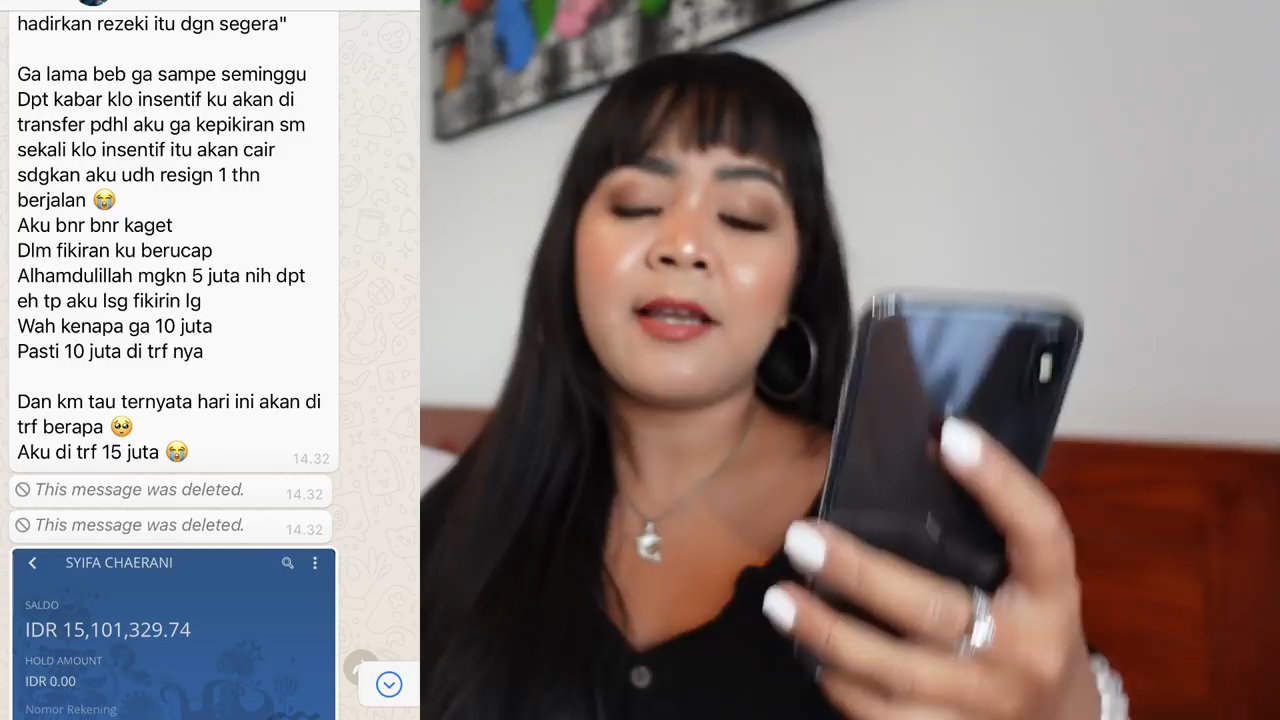 hadirkan rezeki itu dgn segera"
Ga lama beb ga sampe seminggu
Dpt kabar klo insentif ku akan di
transfer pdhl aku ga kepikiran sm
sekali klo insentif itu akan cair
sdgkan aku udh resign 1 thn
berjalan 😭
Aku bnr bnr kaget
Dlm fikiran ku berucap
Alhamdulillah mgkn 5 juta nih dpt
eh tp aku lsg fikirin lg
Wah kenapa ga 10 juta
Pasti 10 juta di trf nya
Dan km tau ternyata hari ini akan di
trf berapa 🥺
Aku di trf 15 juta 😭
14.32
This message was deleted. 14.32
This message was deleted. 14.32
SYIFA CHAERANI
SALDO
IDR 15,101,329.74
HOLD AMOUNT
IDR 0.00
Nomor Rekening